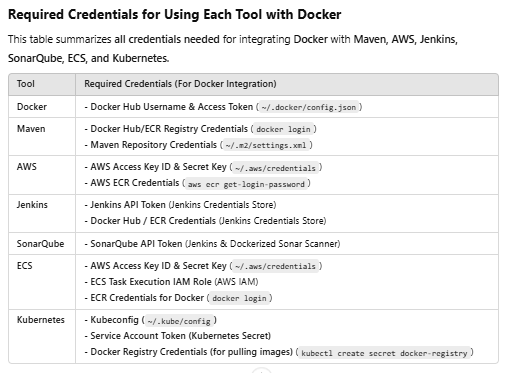 Required Credentials for Using Each Tool with Docker
This table summarizes all credentials needed for integrating Docker with Maven, AWS, Jenkins,
SonarQube, ECS, and Kubernetes.
Tool Required Credentials (For Docker Integration)
Docker - Docker Hub Username & Access Token ( ~/.docker/config.json )
Maven - Docker Hub/ECR Registry Credentials ( docker login )
- Maven Repository Credentials ( ~/.m2/settings.xml )
AWS - AWS Access Key ID & Secret Key ( ~/.aws/credentials )
- AWS ECR Credentials ( aws ecr get-login-password )
Jenkins - Jenkins API Token (Jenkins Credentials Store)
- Docker Hub / ECR Credentials (Jenkins Credentials Store)
SonarQube - SonarQube API Token (Jenkins & Dockerized Sonar Scanner)
ECS - AWS Access Key ID & Secret Key ( ~/.aws/credentials )
- ECS Task Execution IAM Role (AWS IAM)
- ECR Credentials for Docker ( docker login )
Kubernetes - Kubeconfig ( ~/.kube/config )
- Service Account Token (Kubernetes Secret)
- Docker Registry Credentials (for pulling images) ( kubectl create secret docker-registry )